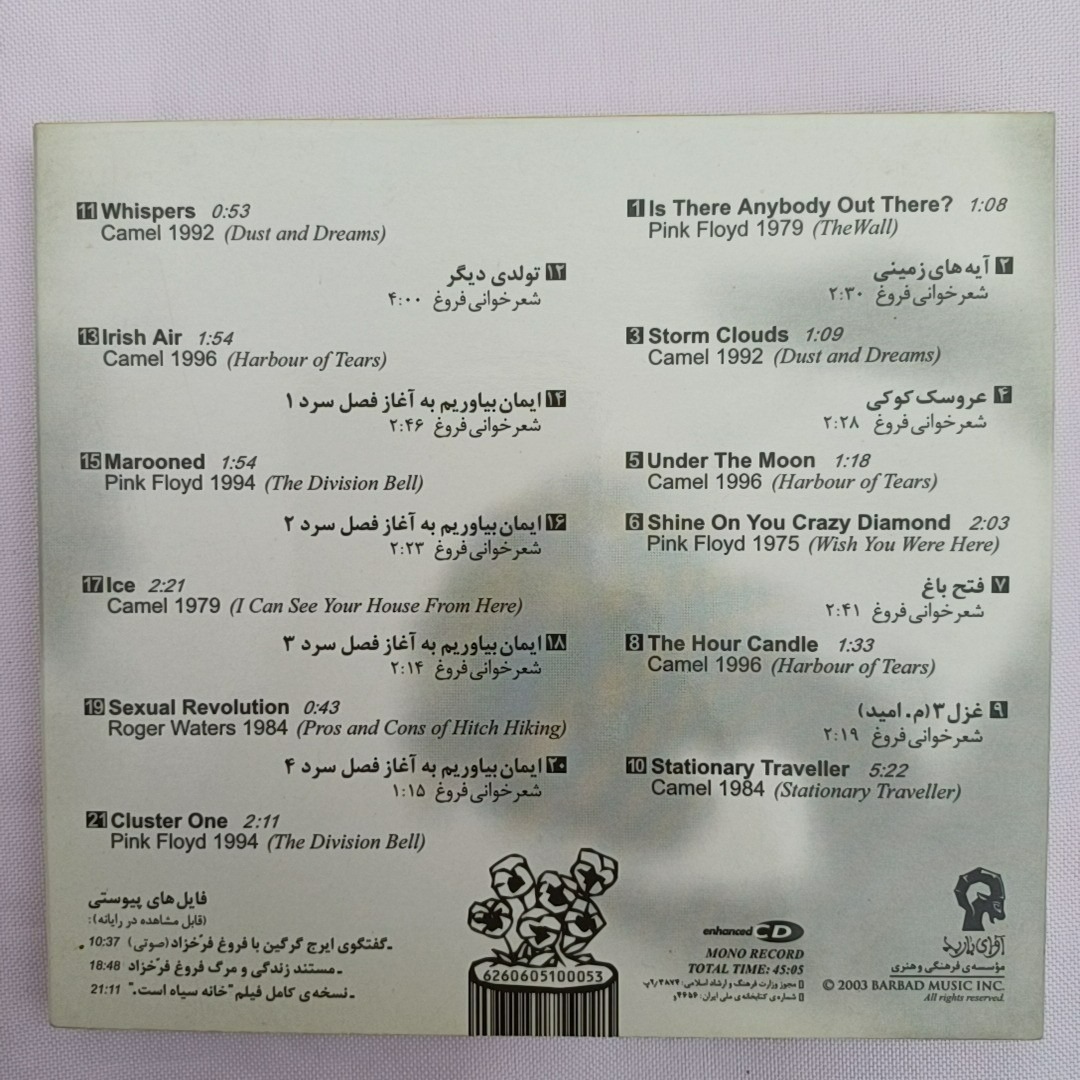 1 Is There Anybody Out There? 1:08
Pink Floyd 1979 (TheWall)
۲ آیه های زمینی
شعرخوانی فروغ ۲:۳۰
3 Storm Clouds 1:09
Camel 1992 (Dust and Dreams)
۴ عروسک کوکی
شعرخوانی فروغ ۲:۲۸
5 Under The Moon 1:18
Camel 1996 (Harbour of Tears)
6 Shine On You Crazy Diamond 2:03
Pink Floyd 1975 (Wish You Were Here)
۷ فتح باغ
شعرخوانی فروغ ۲:۴۱
8 The Hour Candle 1:33
Camel 1996 (Harbour of Tears)
۹ غزل ۳ (م. امید)
شعرخوانی فروغ ۲:۱۹
10 Stationary Traveller 5:22
Camel 1984 (Stationary Traveller)
11 Whispers 0:53
Camel 1992 (Dust and Dreams)
۱۲ تولدی دیگر
شعرخوانی فروغ ۴:۰۰
13 Irish Air 1:54
Camel 1996 (Harbour of Tears)
۱۴ ایمان بیاوریم به آغاز فصل سرد ۱
شعرخوانی فروغ ۲:۴۶
15 Marooned 1:54
Pink Floyd 1994 (The Division Bell)
۱۶ ایمان بیاوریم به آغاز فصل سرد ۲
شعرخوانی فروغ ۲:۲۳
17 Ice 2:21
Camel 1979 (I Can See Your House From Here)
۱۸ ایمان بیاوریم به آغاز فصل سرد ۳
شعرخوانی فروغ ۲:۱۴
19 Sexual Revolution 0:43
Roger Waters 1984 (Pros and Cons of Hitch Hiking)
۲۰ ایمان بیاوریم به آغاز فصل سرد ۴
شعرخوانی فروغ ۱:۱۵
21 Cluster One 2:11
Pink Floyd 1994 (The Division Bell)
فایل های پیوستی
(قابل مشاهده در رایانه):
ـ گفتگوی ایرج گرگین با فروغ فرّخزاد (صوتی) 10:37
ـ مستند زندگی و مرگ فروغ فرّخزاد 18:48
ـ نسخه‌ی کامل فیلم "خانه سیاه است." 21:11
6260605100053
enhanced CD
MONO RECORD
TOTAL TIME: 45:05
مجوز وزارت فرهنگ و ارشاد اسلامی:
شماره‌ی کتابخانه‌ی ملی ایران:
آوای باربد
مؤسسه‌ی فرهنگی و هنری
© 2003 BARBAD MUSIC INC.
All rights reserved.